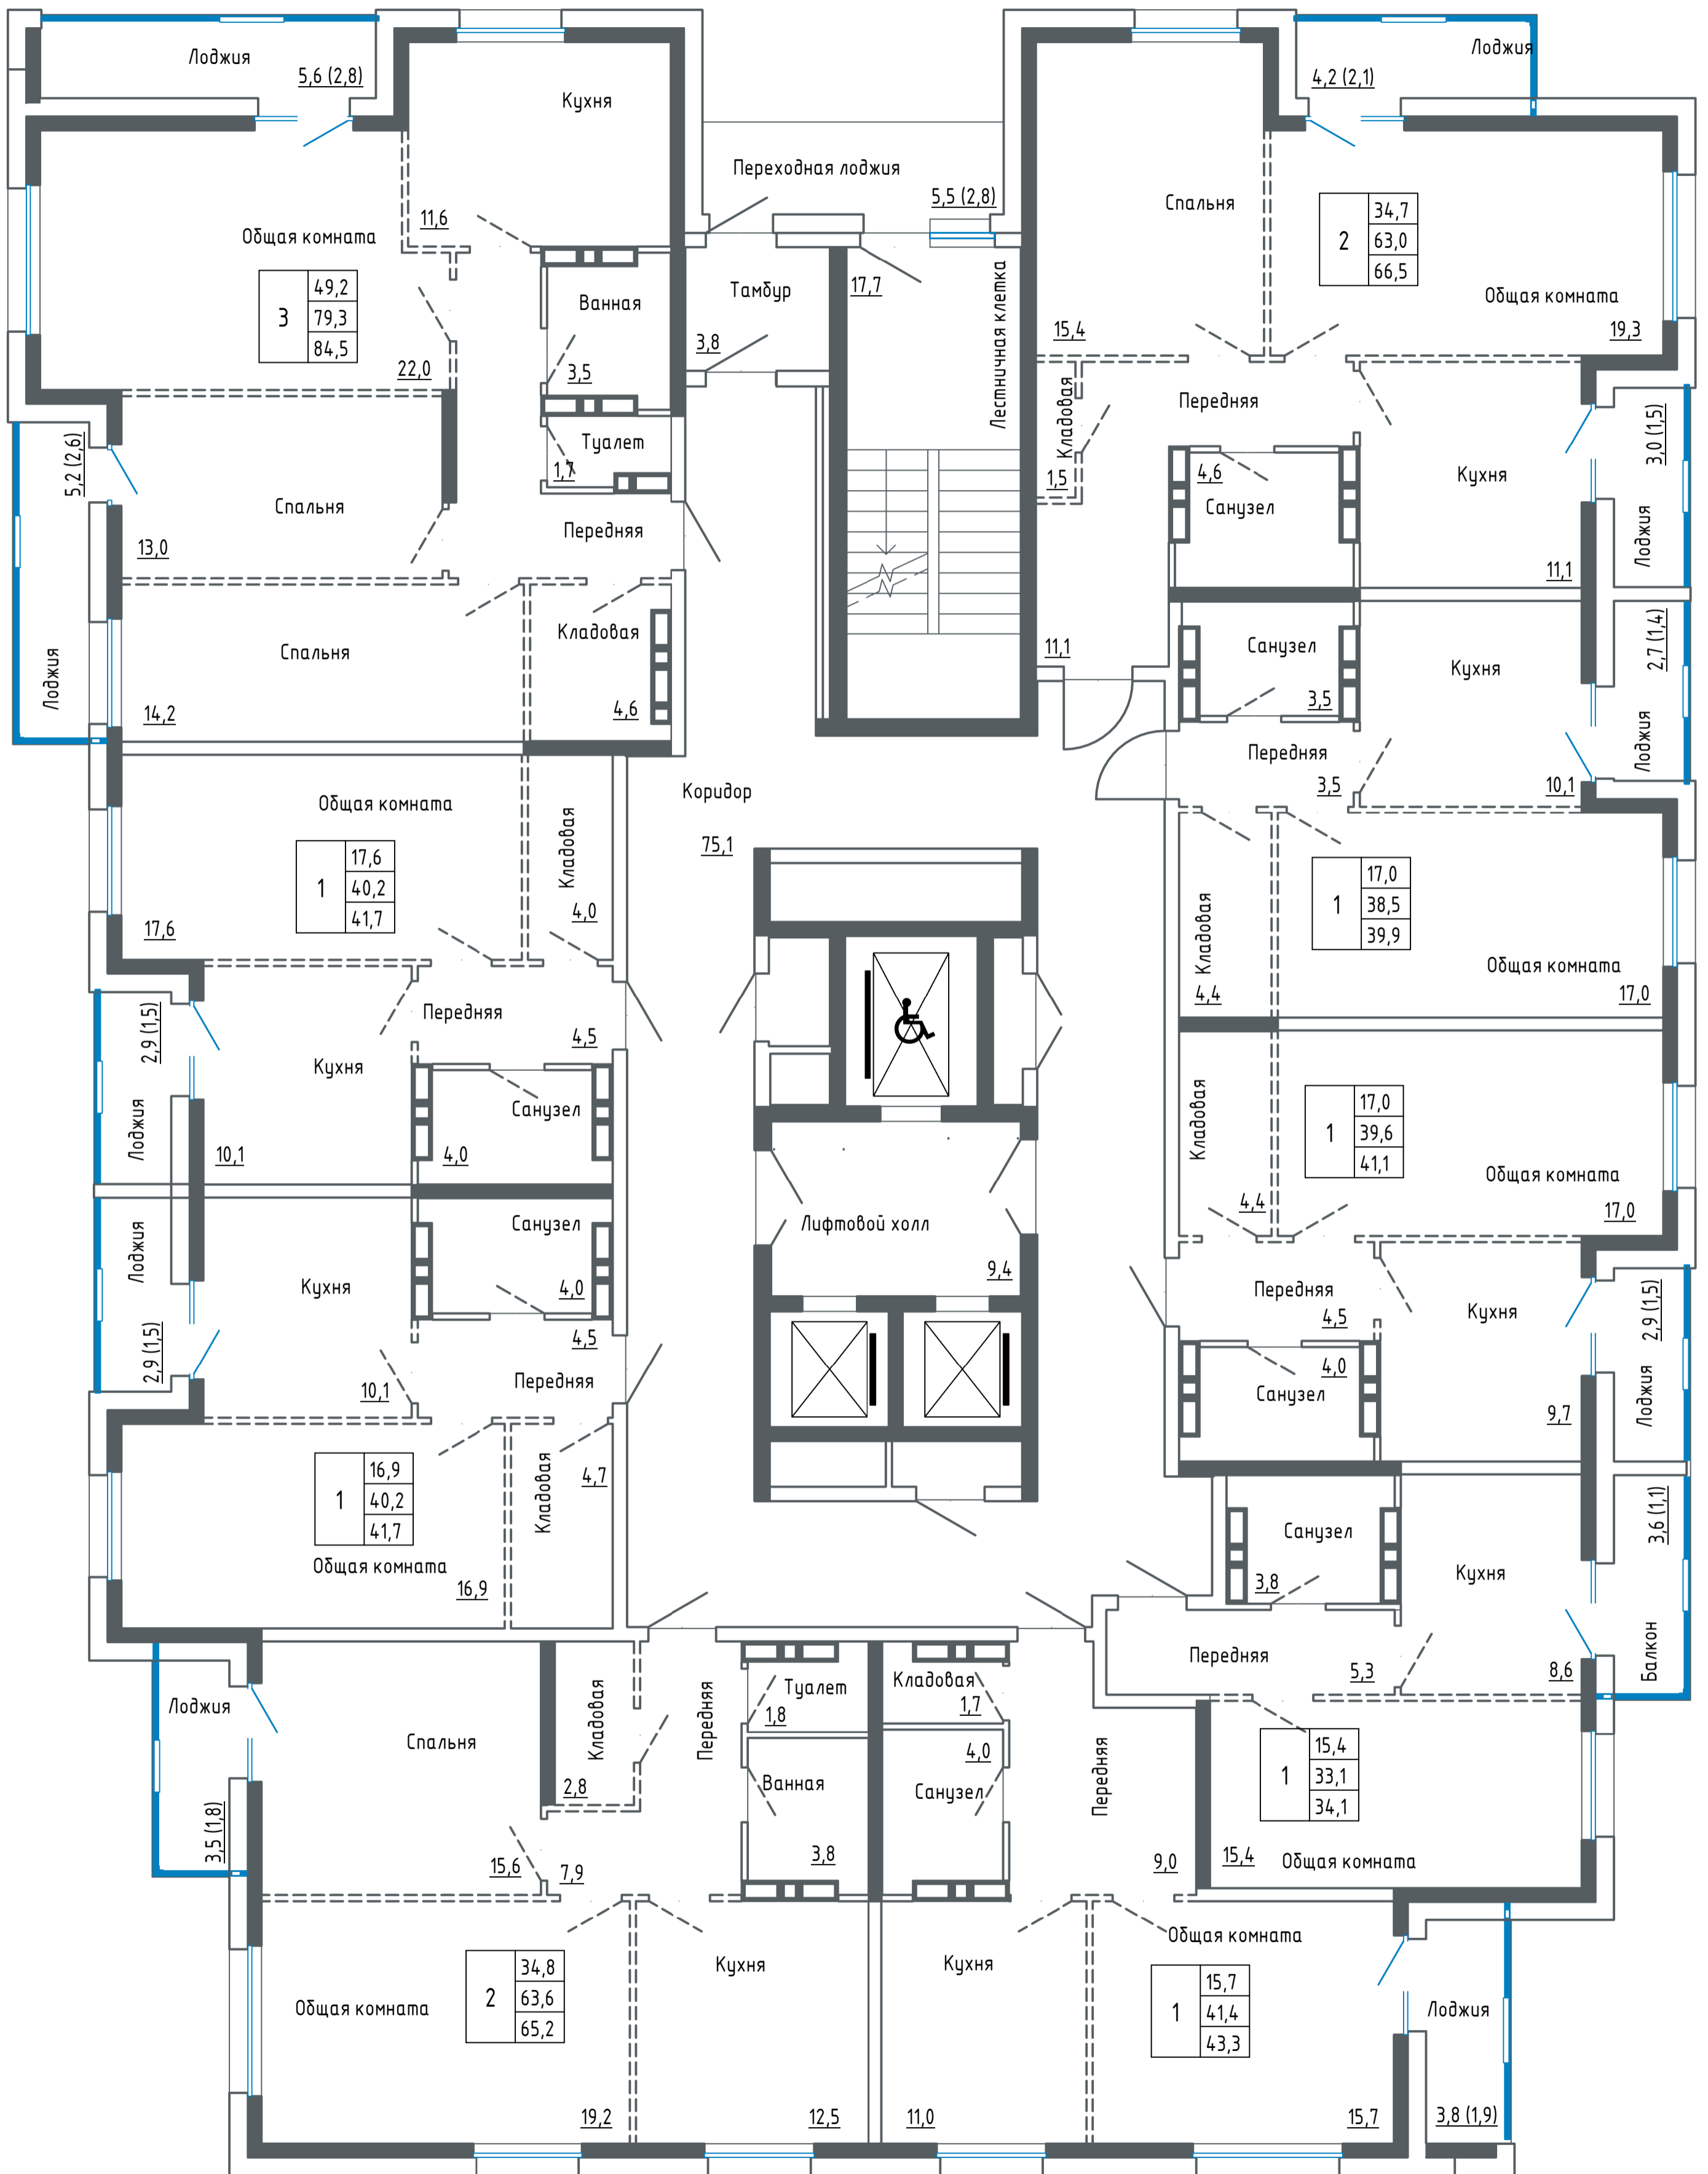 Лоджия
5,6 (2,8)
Кухня
11,6
Общая комната
3
49,2
79,3
84,5
22,0
Ванная
3,5
Туалет
1,7
Передняя
5,2 (2,6)
Лоджия
Спальня
13,0
Спальня
14,2
Кладовая
4,6
Переходная лоджия
5,5 (2,8)
Тамбур
3,8
17,7
Лестничная клетка
Лоджия
4,2 (2,1)
Спальня
15,4
2
34,7
63,0
66,5
Общая комната
19,3
Кладовая
1,5
Передняя
11,1
4,6
Санузел
Кухня
11,1
3,0 (1,5)
Лоджия
Санузел
3,5
Кухня
10,1
2,7 (1,4)
Лоджия
Передняя
3,5
Кладовая
4,4
1
17,0
38,5
39,9
Общая комната
17,0
Коридор
75,1
Общая комната
1
17,6
40,2
41,7
17,6
Кладовая
4,0
Передняя
4,5
Кухня
10,1
2,9 (1,5)
Лоджия
Санузел
4,0
Кладовая
4,4
1
17,0
39,6
41,1
Общая комната
17,0
Лифтовой холл
9,4
Лоджия
2,9 (1,5)
Кухня
10,1
Санузел
4,0
4,5
Передняя
1
16,9
40,2
41,7
Общая комната
16,9
Кладовая
4,7
Передняя
4,5
4,0
Санузел
Кухня
9,7
2,9 (1,5)
Лоджия
Санузел
3,8
Кухня
8,6
3,6 (1,1)
Балкон
Передняя
5,3
1
15,4
33,1
34,1
15,4
Общая комната
Лоджия
3,5 (1,8)
Спальня
15,6
Кладовая
2,8
Передняя
7,9
Туалет
1,8
Ванная
3,8
Кладовая
1,7
4,0
Санузел
Передняя
9,0
Общая комната
2
34,8
63,6
65,2
19,2
Кухня
12,5
Кухня
11,0
Общая комната
1
15,7
41,4
43,3
15,7
Лоджия
3,8 (1,9)